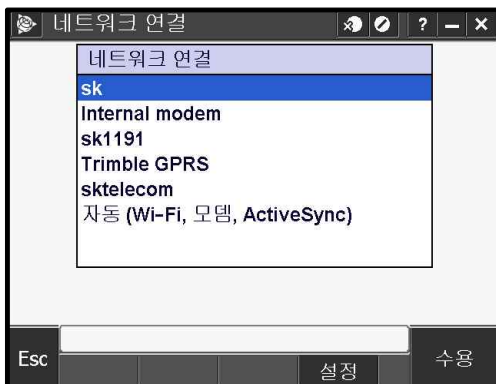 네트워크 연결 ? – ×
네트워크 연결
sk
Internal modem
sk1191
Trimble GPRS
sktelecom
자동 (Wi-Fi, 모뎀, ActiveSync)
Esc 설정 수용